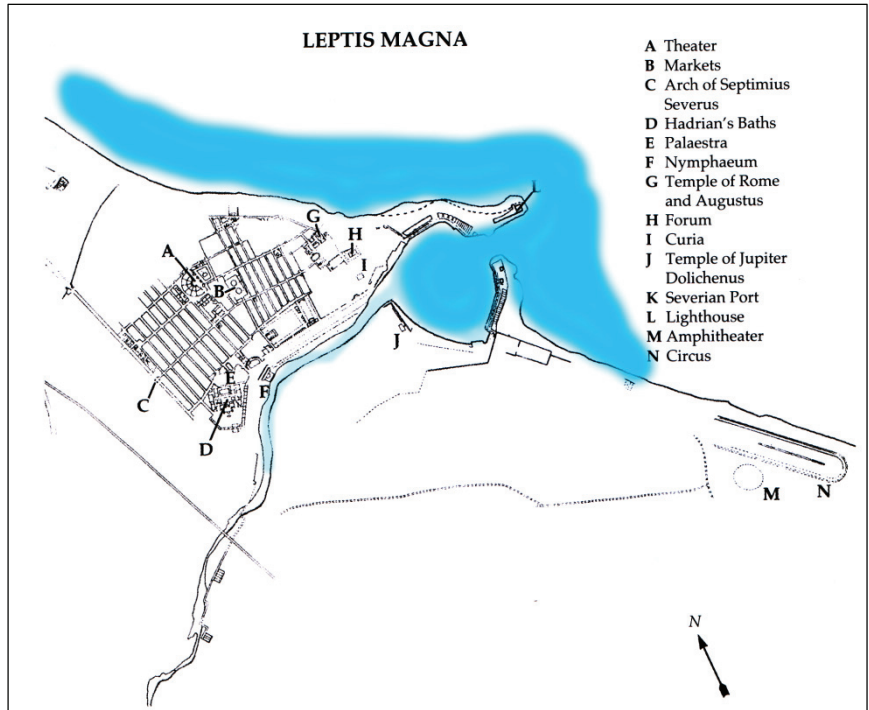 LEPTIS MAGNA
A Theater
B Markets
C Arch of Septimius
Severus
D Hadrian's Baths
E Palaestra
F Nymphaeum
G Temple of Rome
and Augustus
H Forum
I Curia
J Temple of Jupiter
Dolichenus
K Severian Port
L Lighthouse
M Amphitheater
N Circus
L
G
H
A
I
B
J
E
F
C
D
M
N
N